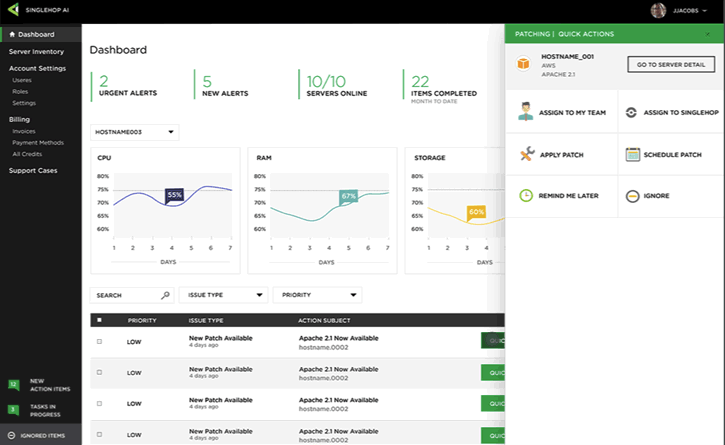 SINGLEHOP AI
JJACOBS
Dashboard
Server Inventory
Account Settings
Useres
Roles
Settings
Billing
Invoices
Payment Methods
All Credits
Support Cases
12
NEW
ACTION ITEMS
3
TASKS IN
PROGRESS
IGNORED ITEMS
Dashboard
2
URGENT ALERTS
5
NEW ALERTS
10/10
SERVERS ONLINE
22
ITEMS COMPLETED
MONTH TO DATE
HOSTNAME003
CPU
80%
75%
70%
65%
60%
55%
1 2 3 4 5 6 7
DAYS
RAM
80%
75%
70%
65%
60%
67%
1 2 3 4 5 6 7
DAYS
STORAGE
80%
75%
70%
65%
60%
60%
1 2 3 4
DAYS
SEARCH
ISSUE TYPE
PRIORITY
PRIORITY ISSUE TYPE ACTION SUBJECT
LOW New Patch Available Apache 2.1 Now Available QUIC
4 days ago hostname.0002
LOW New Patch Available Apache 2.1 Now Available QUIC
4 days ago hostname.0002
LOW New Patch Available Apache 2.1 Now Available QUIC
4 days ago hostname.0002
LOW New Patch Available Apache 2.1 Now Available QUIC
4 days ago hostname.0002
PATCHING | QUICK ACTIONS
HOSTNAME_001
AWS
APACHE 2.1
GO TO SERVER DETAIL
ASSIGN TO MY TEAM
ASSIGN TO SINGLEHOP
APPLY PATCH
SCHEDULE PATCH
REMIND ME LATER
IGNORE